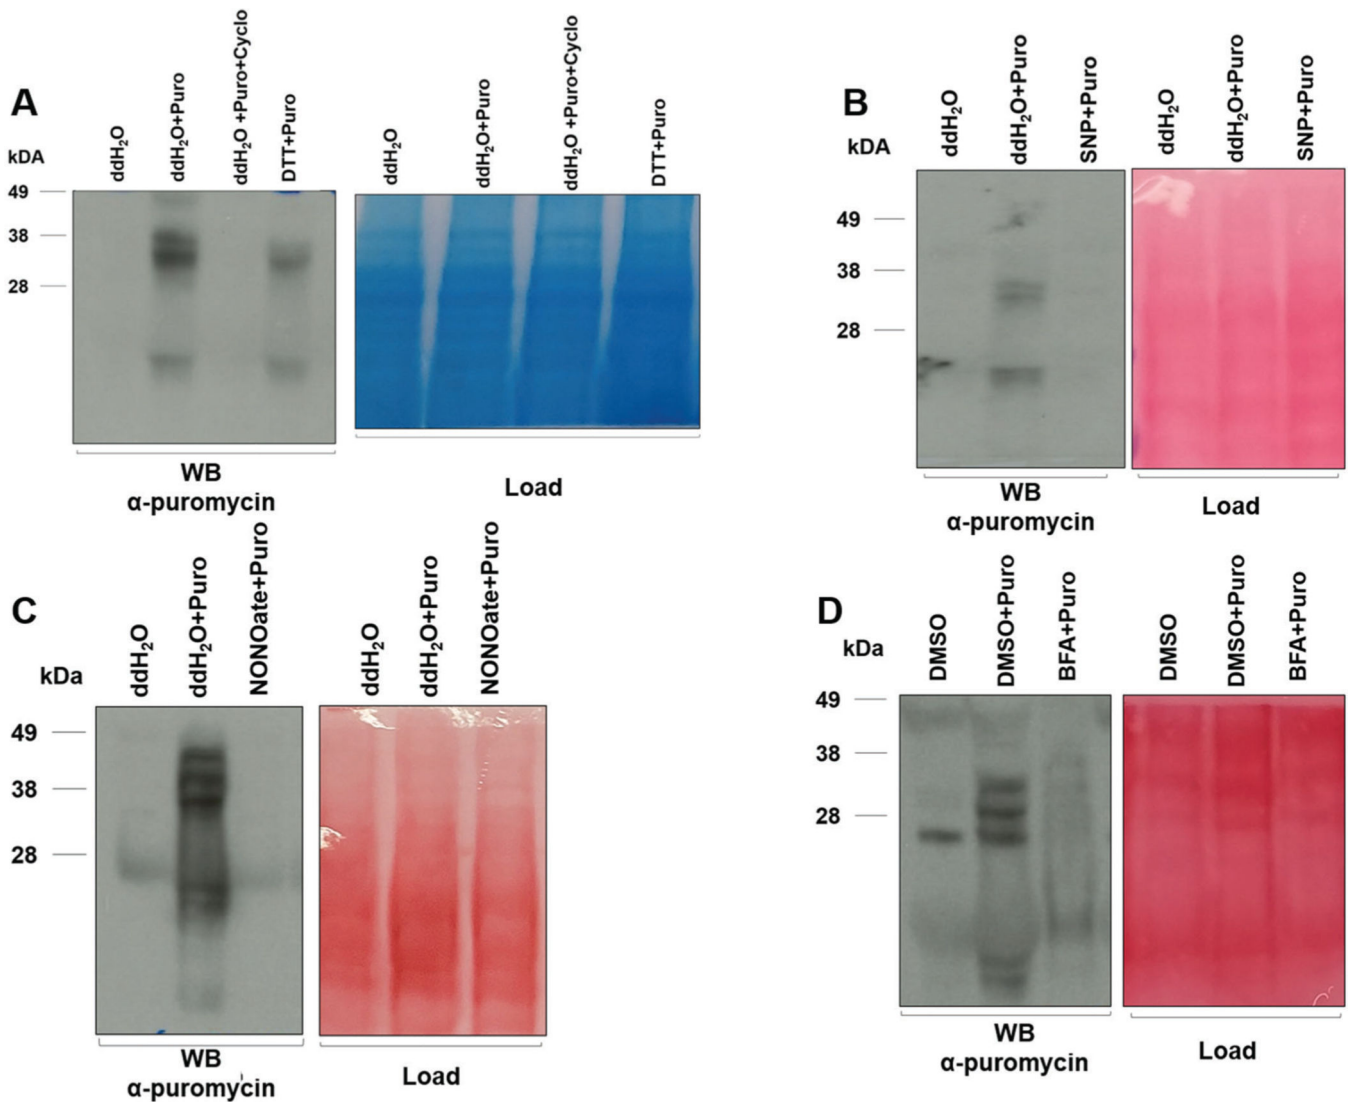 A
kDA
ddH₂O
ddH₂O+Puro
ddH₂O +Puro+Cyclo
DTT+Puro
ddH₂O
ddH₂O+Puro
ddH₂O +Puro+Cyclo
DTT+Puro
49
38
28
WB
α-puromycin
Load
B
kDA
ddH₂O
ddH₂O+Puro
SNP+Puro
ddH₂O
ddH₂O+Puro
SNP+Puro
49
38
28
WB
α-puromycin
Load
C
kDa
ddH₂O
ddH₂O+Puro
NONOate+Puro
ddH₂O
ddH₂O+Puro
NONOate+Puro
49
38
28
WB
α-puromycin
Load
D
kDa
DMSO
DMSO+Puro
BFA+Puro
DMSO
DMSO+Puro
BFA+Puro
49
38
28
WB
α-puromycin
Load